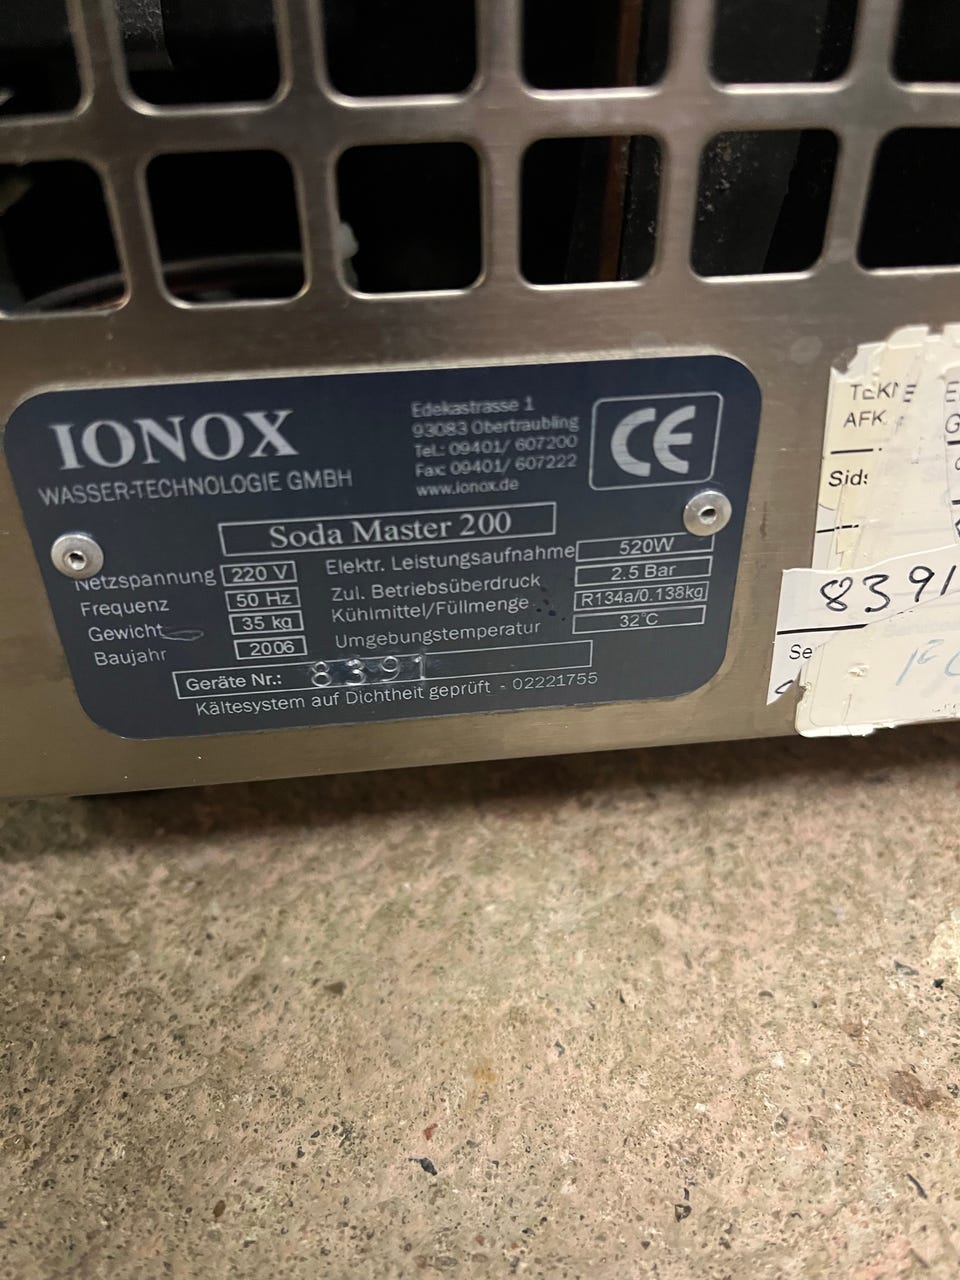 IONOX
WASSER-TECHNOLOGIE GMBH
Edekastrasse 1
93083 Obertraubling
Tel.: 09401/ 607200
Fax: 09401/ 607222
www.ionox.de
CE
Soda Master 200
Netzspannung 220 V
Frequenz 50 Hz
Gewicht 35 kg
Baujahr 2006
Elektr. Leistungsaufnahme 520W
Zul. Betriebsüberdruck 2.5 Bar
Kühlmittel/Füllmenge R134a/0.138kg
Umgebungstemperatur 32°C
Geräte Nr.: 8391
Kältesystem auf Dichtheit geprüft - 02221755
AFK
8391
Se